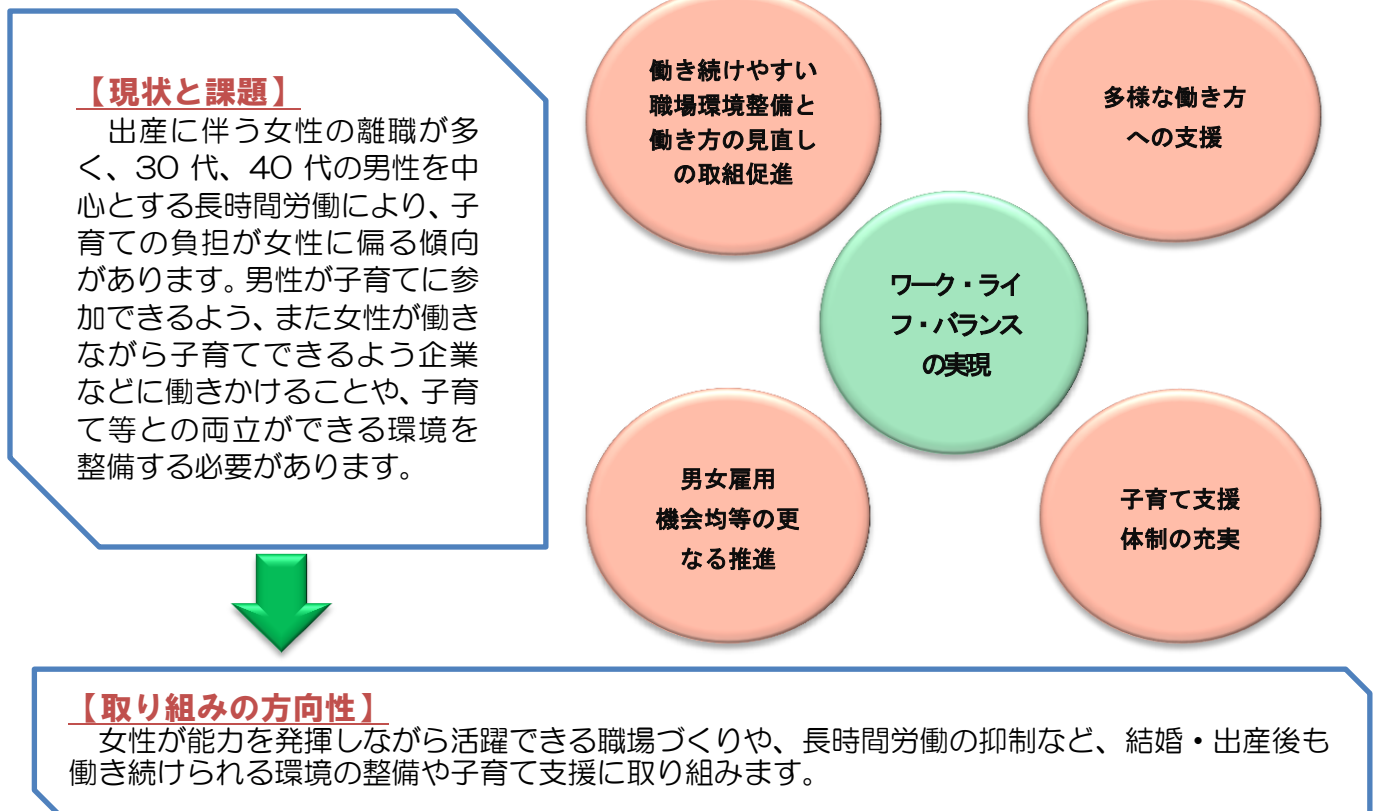 【現状と課題】
出産に伴う女性の離職が多
く、30 代、40 代の男性を中
心とする長時間労働により、子
育ての負担が女性に偏る傾向
があります。男性が子育てに参
加できるよう、また女性が働き
ながら子育てできるよう企業
などに働きかけることや、子育
て等との両立ができる環境を
整備する必要があります。
働き続けやすい
職場環境整備と
働き方の見直し
の取組促進
多様な働き方
への支援
ワーク・ライ
フ・バランス
の実現
男女雇用
機会均等の更
なる推進
子育て支援
体制の充実
【取り組みの方向性】
女性が能力を発揮しながら活躍できる職場づくりや、長時間労働の抑制など、結婚・出産後も
働き続けられる環境の整備や子育て支援に取り組みます。